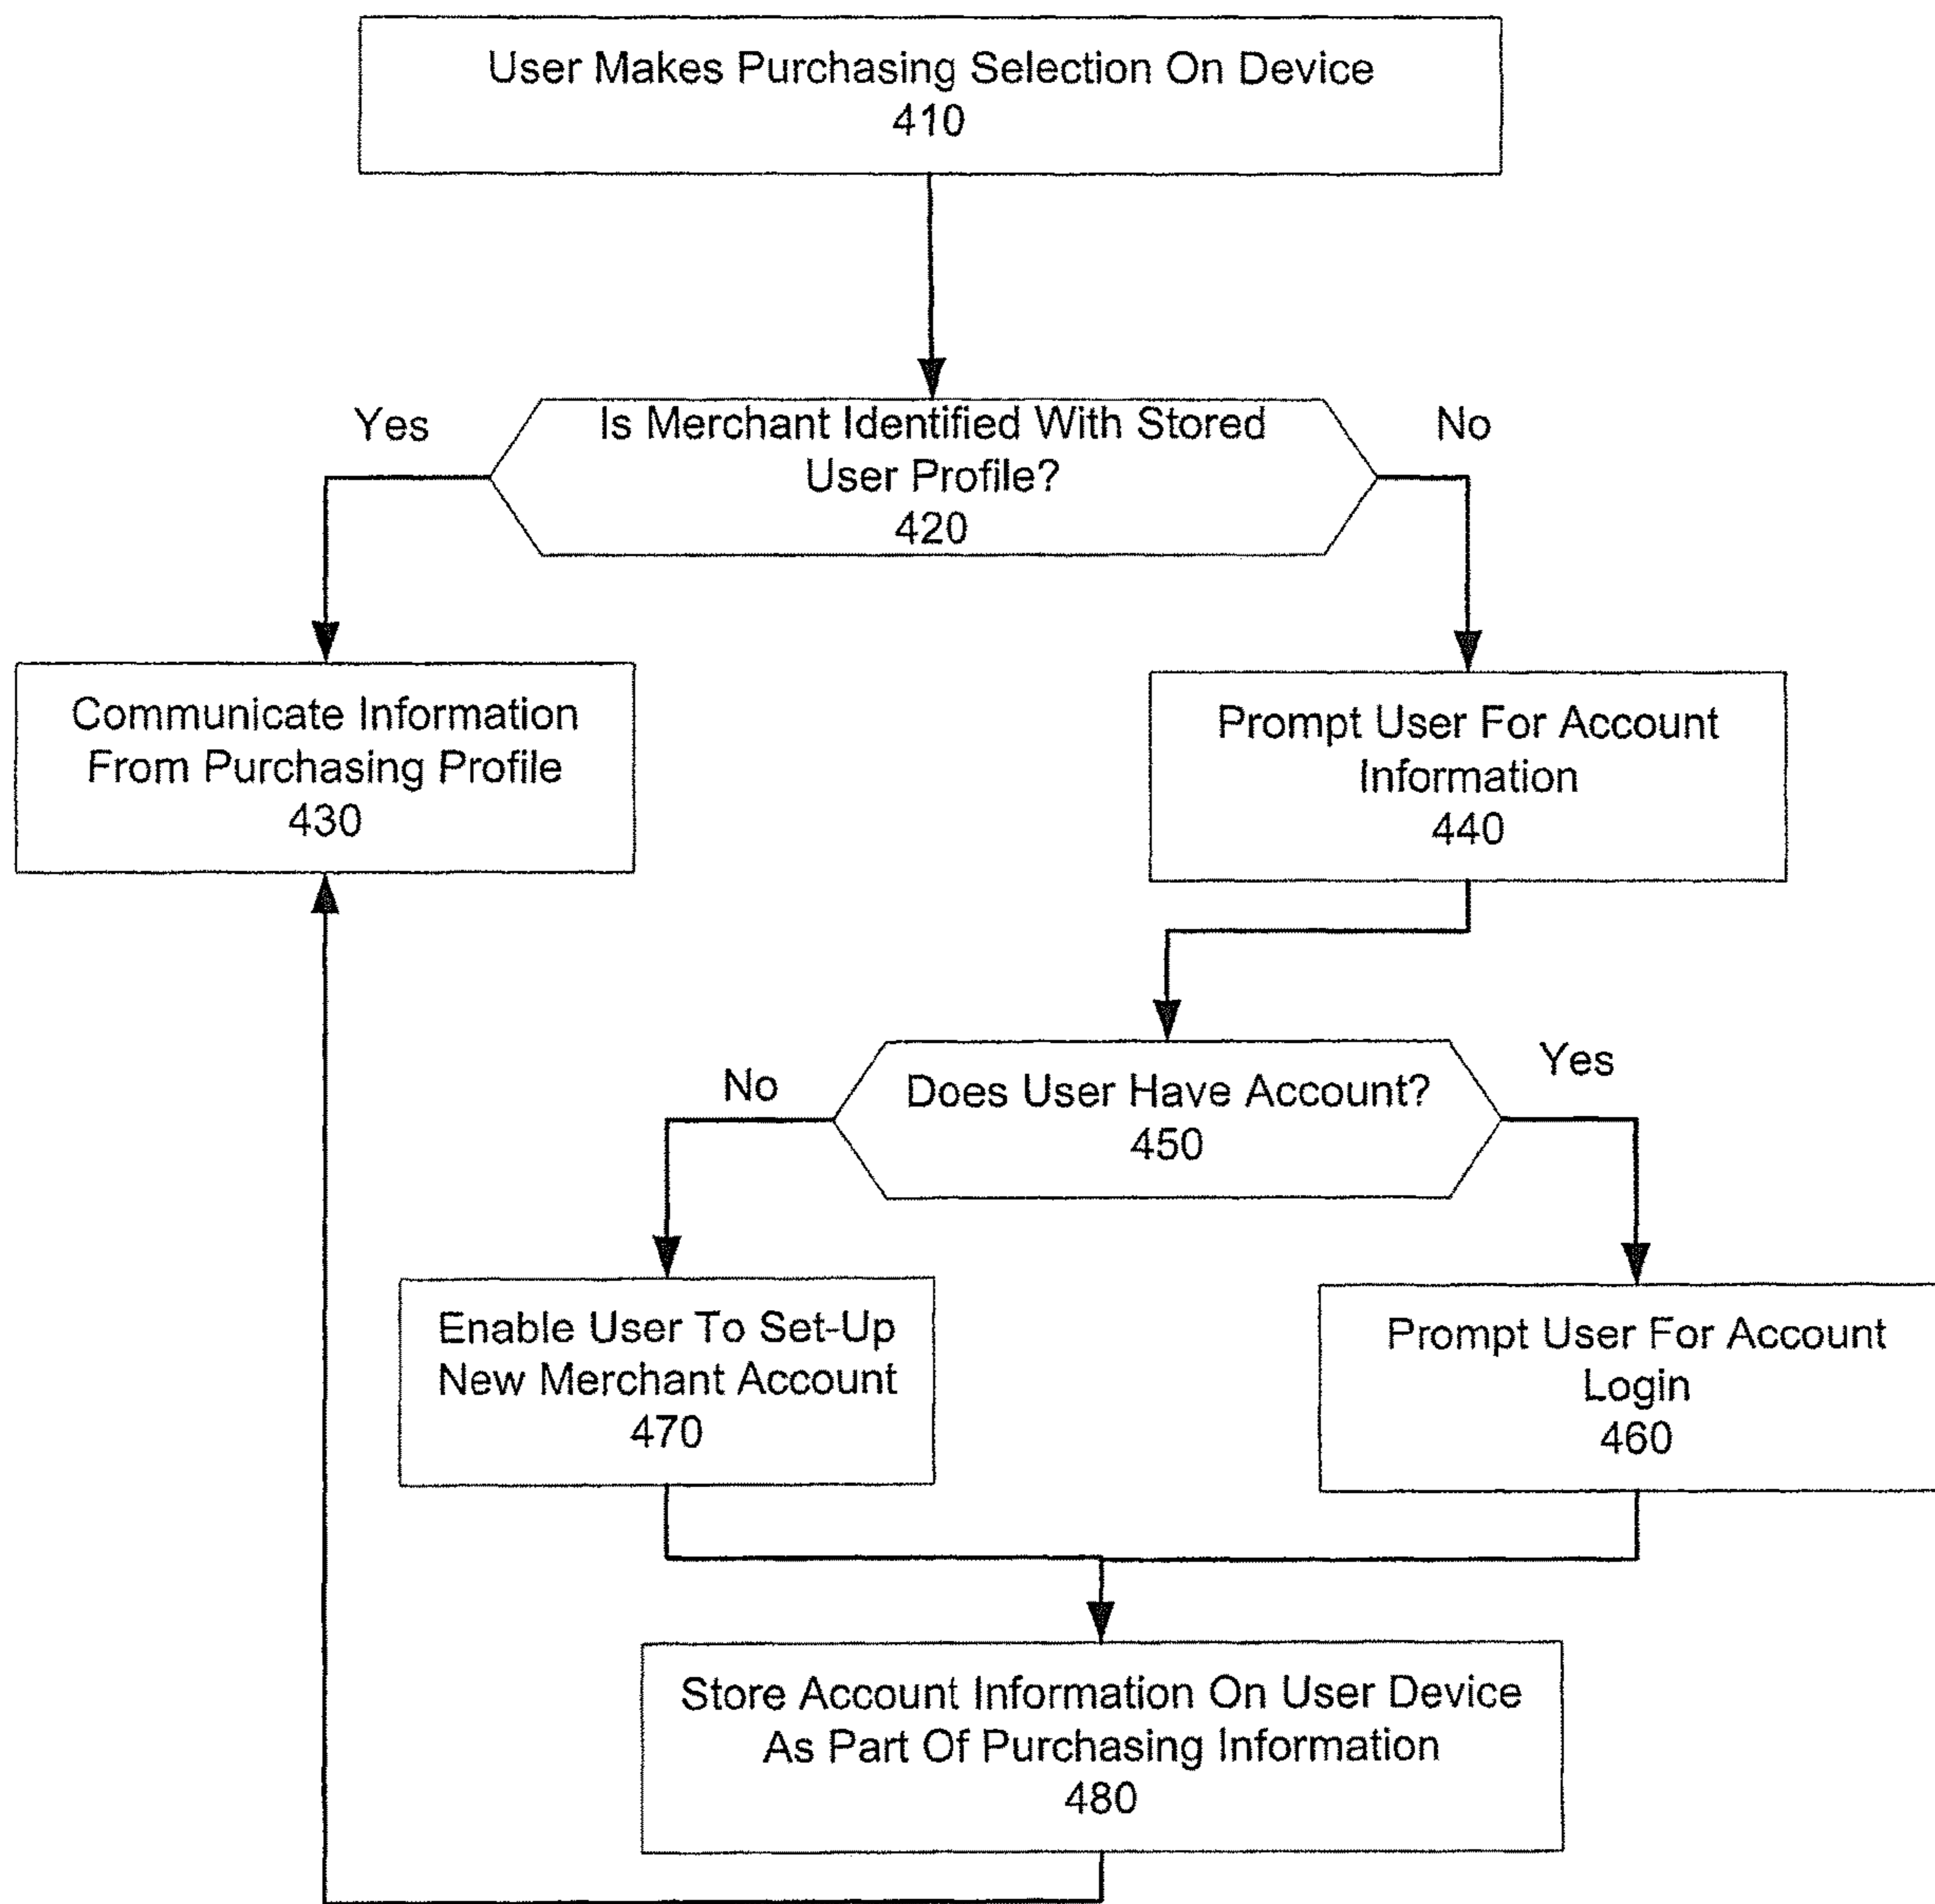 User Makes Purchasing Selection On Device
410
Yes
Is Merchant Identified With Stored
User Profile?
420
No
Communicate Information
From Purchasing Profile
430
Prompt User For Account
Information
440
No
Does User Have Account?
450
Yes
Enable User To Set-Up
New Merchant Account
470
Prompt User For Account
Login
460
Store Account Information On User Device
As Part Of Purchasing Information
480